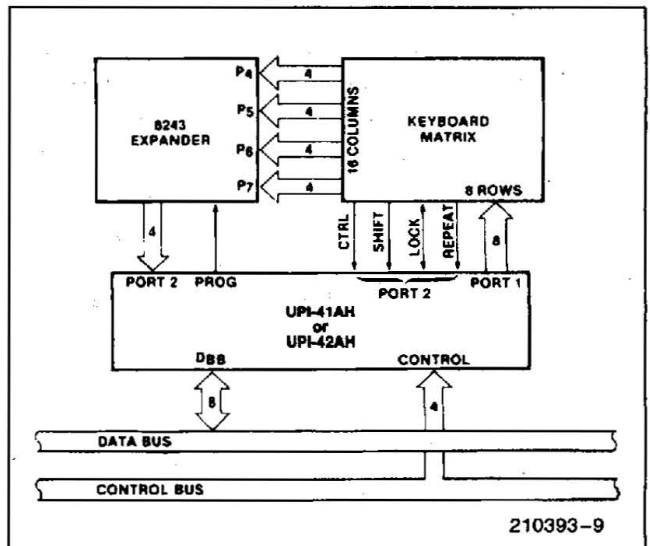 P4
4
P5
4
8243
EXPANDER
P6
4
P7
4
16 COLUMNS
KEYBOARD
MATRIX
8 ROWS
4
CTRL
SHIFT
LOCK
REPEAT
8
PORT 2
PROG
PORT 2
PORT 1
UPI-41AH
or
UPI-42AH
DBB
CONTROL
8
4
DATA BUS
CONTROL BUS
210393-9